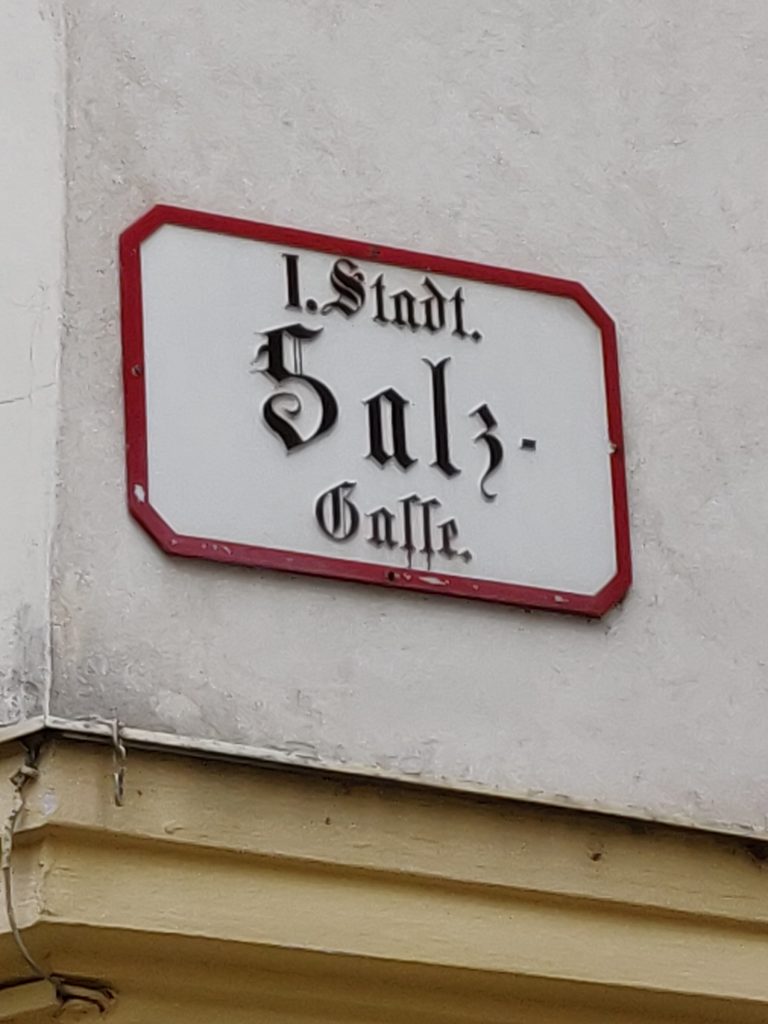 I. Stadt.
Salz-
Gaſſe.